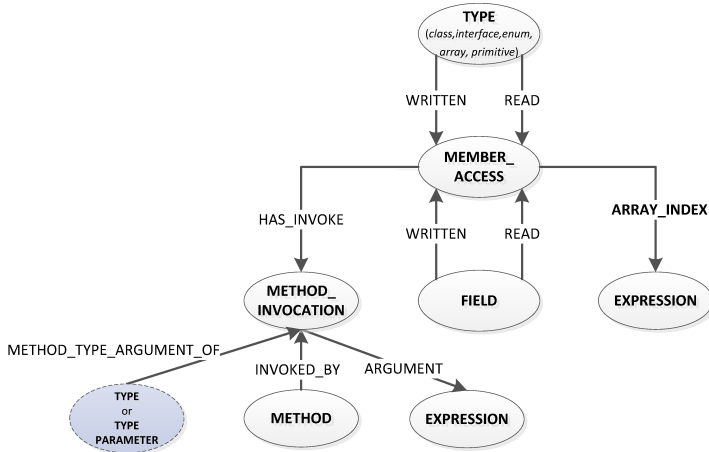 TYPE
(class,interface,enum,
array, primitive)
WRITTEN READ
MEMBER_
ACCESS
ARRAY_INDEX
HAS_INVOKE
WRITTEN READ
METHOD_
INVOCATION
FIELD
EXPRESSION
METHOD_TYPE_ARGUMENT_OF
INVOKED_BY
ARGUMENT
TYPE
or
TYPE
PARAMETER
METHOD
EXPRESSION